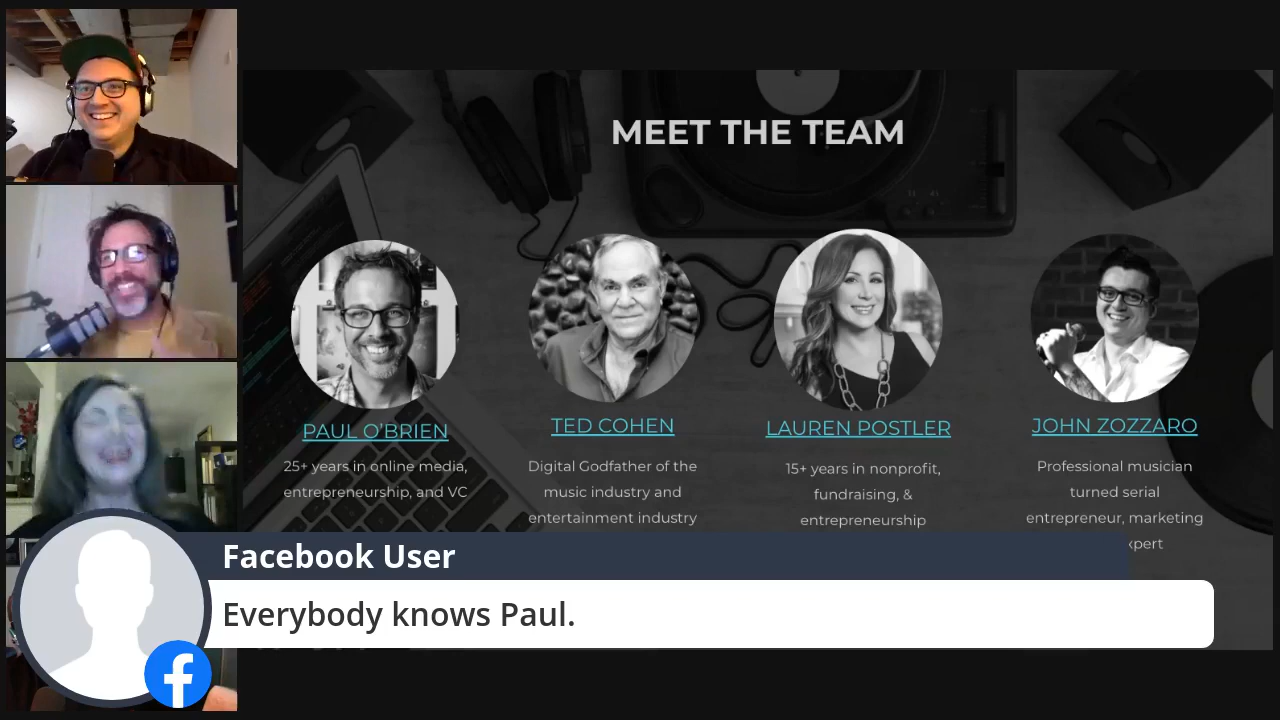 MEET THE TEAM
PAUL O'BRIEN
25+ years in online media,
entrepreneurship, and VC
TED COHEN
Digital Godfather of the
music industry and
entertainment industry
LAUREN POSTLER
15+ years in nonprofit,
fundraising, &
entrepreneurship
JOHN ZOZZARO
Professional musician
turned serial
entrepreneur, marketing
xpert
Facebook User
Everybody knows Paul.